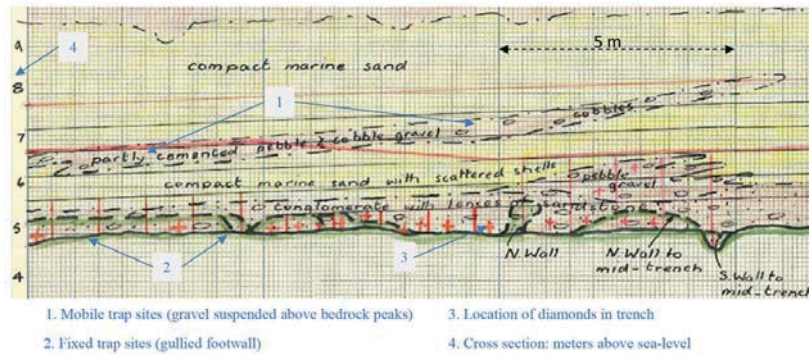 9
4
5 m
compact marine sand
8
1
cobbles
7
partly cemented pebble & cobble gravel
6
compact marine sand with scattered shells
pebble
gravel
Conglomerate with lenses of sandstone
5
N. Wall
N. Wall to
mid-trench
S. Wall to
mid-trench
2
3
4
1. Mobile trap sites (gravel suspended above bedrock peaks)
3. Location of diamonds in trench
2. Fixed trap sites (gullied footwall)
4. Cross section: meters above sea-level